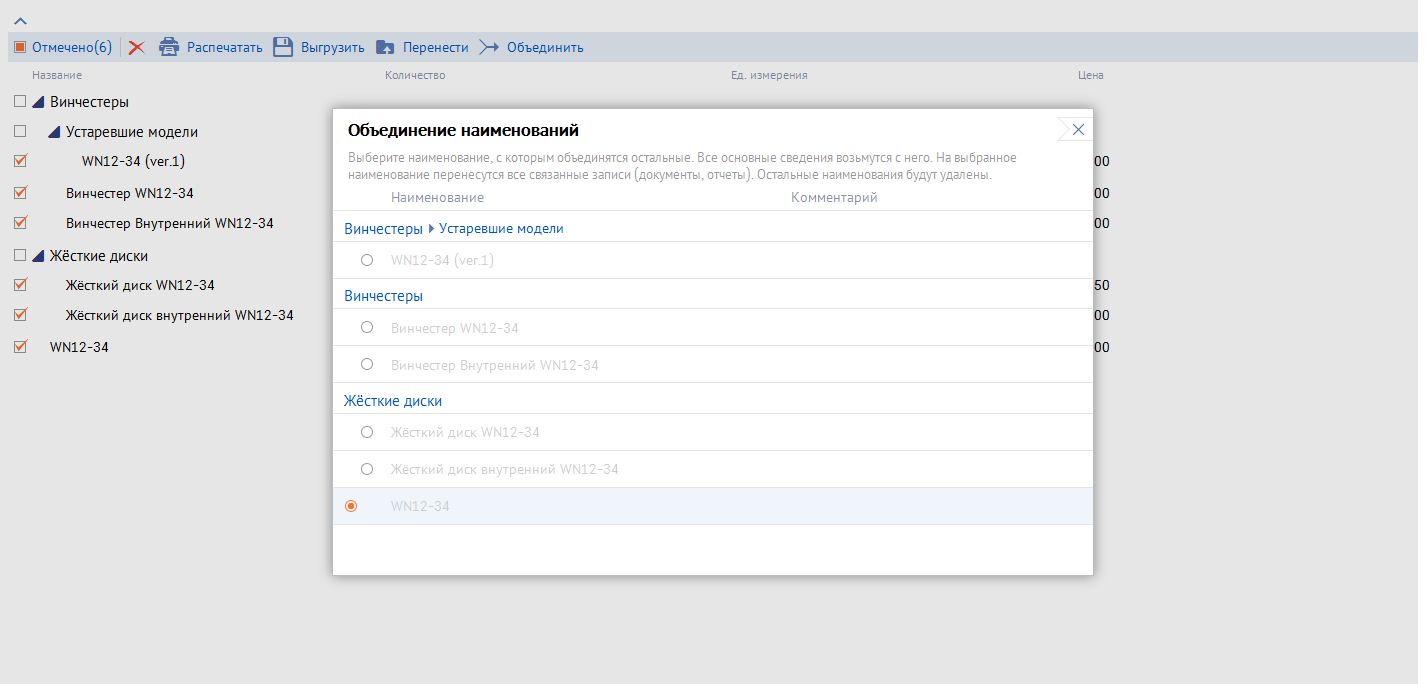 Отмечено(6) Распечатать Выгрузить Перенести Объединить
Название Количество Ед. измерения Цена
Винчестеры
Устаревшие модели
WN12-34 (ver.1) 00
Винчестер WN12-34 00
Винчестер Внутренний WN12-34 00
Жёсткие диски
Жёсткий диск WN12-34 50
Жёсткий диск внутренний WN12-34 00
WN12-34 00
Объединение наименований
Выберите наименование, с которым объединятся остальные. Все основные сведения возьмутся с него. На выбранное
наименование перенесутся все связанные записи (документы, отчеты). Остальные наименования будут удалены.
Наименование Комментарий
Винчестеры Устаревшие модели
WN12-34 (ver.1)
Винчестеры
Винчестер WN12-34
Винчестер Внутренний WN12-34
Жёсткие диски
Жёсткий диск WN12-34
Жёсткий диск внутренний WN12-34
WN12-34